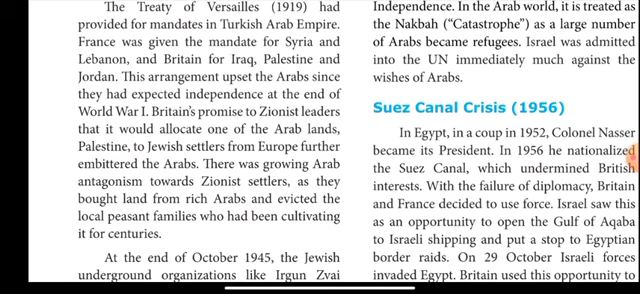 The Treaty of Versailles (1919) had
provided for mandates in Turkish Arab Empire.
France was given the mandate for Syria and
Lebanon, and Britain for Iraq, Palestine and
Jordan. This arrangement upset the Arabs since
they had expected independence at the end of
World War I. Britain's promise to Zionist leaders
that it would allocate one of the Arab lands,
Palestine, to Jewish settlers from Europe further
embittered the Arabs. There was growing Arab
antagonism towards Zionist settlers, as they
bought land from rich Arabs and evicted the
local peasant families who had been cultivating
it for centuries.
At the end of October 1945, the Jewish
underground organizations like Irgun Zvai
Independence. In the Arab world, it is treated as
the Nakbah (“Catastrophe”) as a large number
of Arabs became refugees. Israel was admitted
into the UN immediately much against the
wishes of Arabs.
Suez Canal Crisis (1956)
In Egypt, in a coup in 1952, Colonel Nasser
became its President. In 1956 he nationalized
the Suez Canal, which undermined British
interests. With the failure of diplomacy, Britain
and France decided to use force. Israel saw this
as an opportunity to open the Gulf of Aqaba
to Israeli shipping and put a stop to Egyptian
border raids. On 29 October Israeli forces
invaded Egypt. Britain used this opportunity to